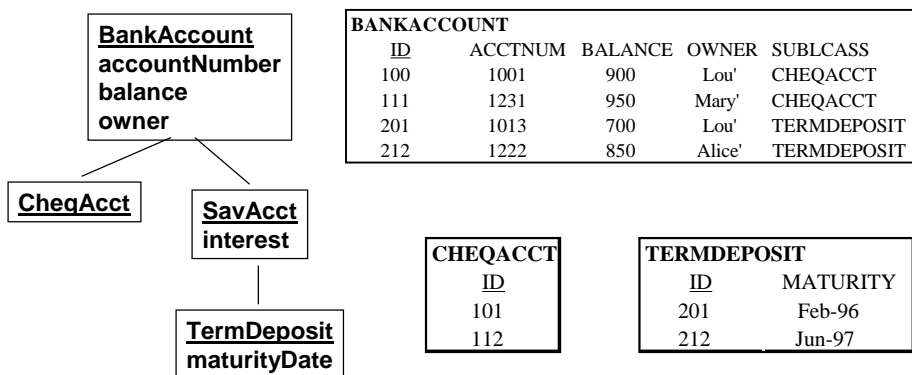 BankAccount
accountNumber
balance
owner
CheqAcct
SavAcct
interest
TermDeposit
maturityDate
BANKACCOUNT
ID ACCTNUM BALANCE OWNER SUBLCASS
100 1001 900 Lou' CHEQACCT
111 1231 950 Mary' CHEQACCT
201 1013 700 Lou' TERMDEPOSIT
212 1222 850 Alice' TERMDEPOSIT
CHEQACCT
ID
101
112
TERMDEPOSIT
ID MATURITY
201 Feb-96
212 Jun-97